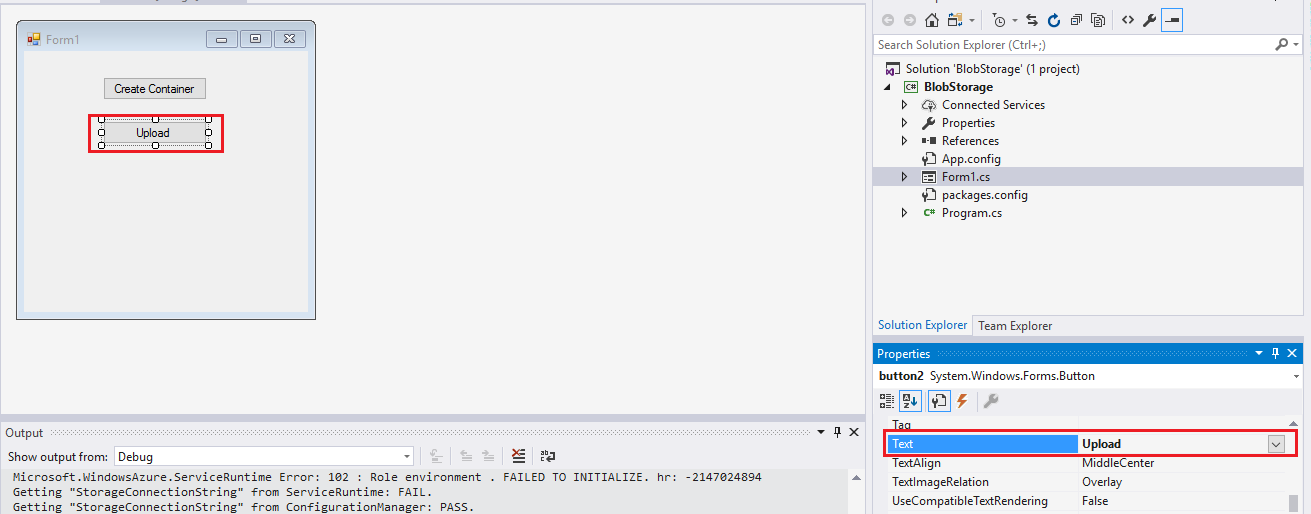 Form1
Create Container
Upload
Search Solution Explorer (Ctrl+;)
Solution 'BlobStorage' (1 project)
C# BlobStorage
Connected Services
Properties
References
App.config
Form1.cs
packages.config
C# Program.cs
Solution Explorer Team Explorer
Properties
button2 System.Windows.Forms.Button
Tag
Text Upload
TextAlign MiddleCenter
TextImageRelation Overlay
UseCompatibleTextRendering False
Output
Show output from: Debug
Microsoft.WindowsAzure.ServiceRuntime Error: 102 : Role environment . FAILED TO INITIALIZE. hr: -2147024894
Getting "StorageConnectionString" from ServiceRuntime: FAIL.
Getting "StorageConnectionString" from ConfigurationManager: PASS.